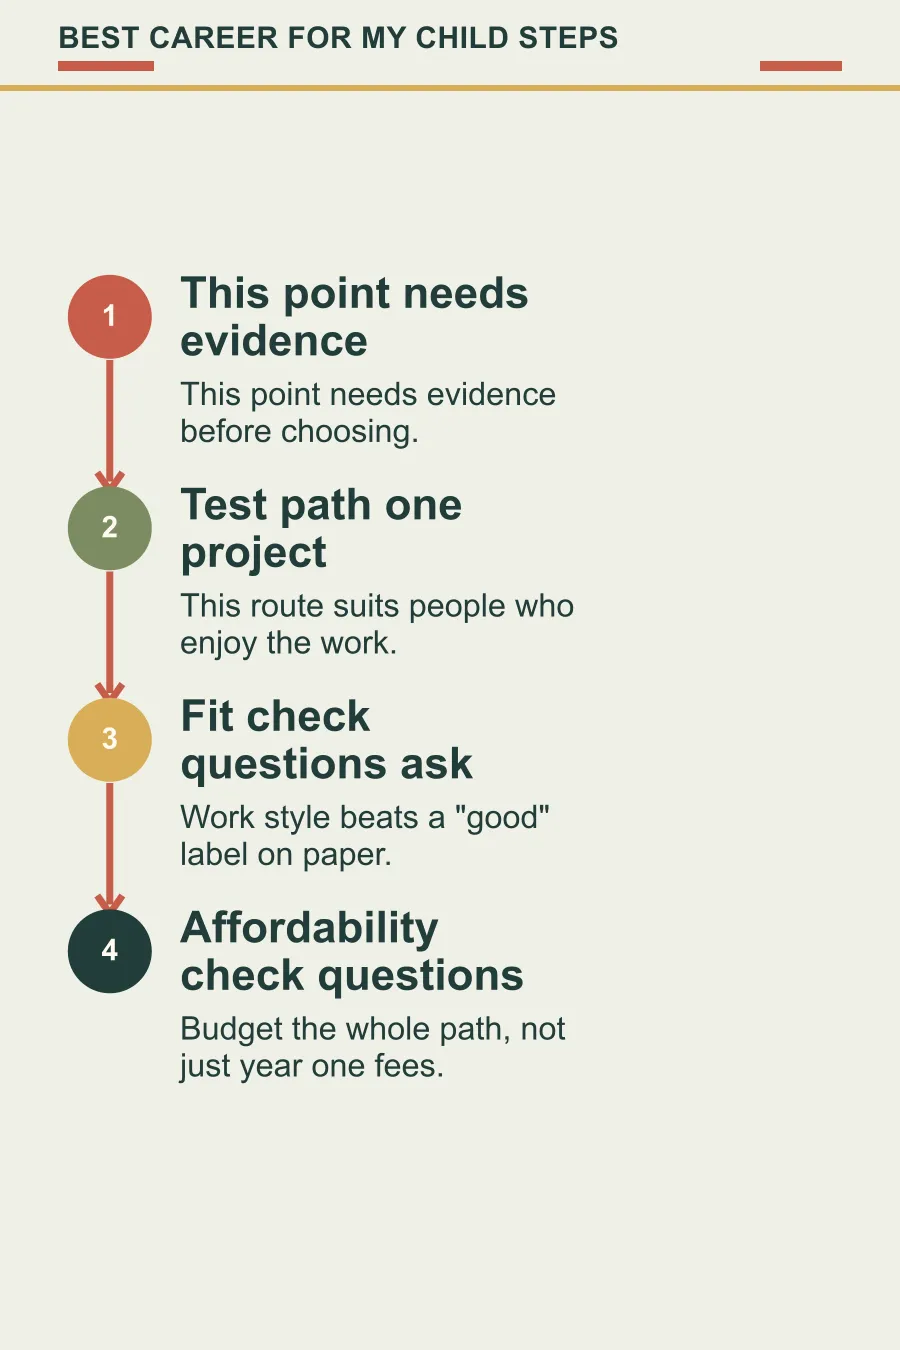 BEST CAREER FOR MY CHILD STEPS
1
This point needs
evidence
This point needs evidence
before choosing.
2
Test path one
project
This route suits people who
enjoy the work.
3
Fit check
questions ask
Work style beats a "good"
label on paper.
4
Affordability
check questions
Budget the whole path, not
just year one fees.